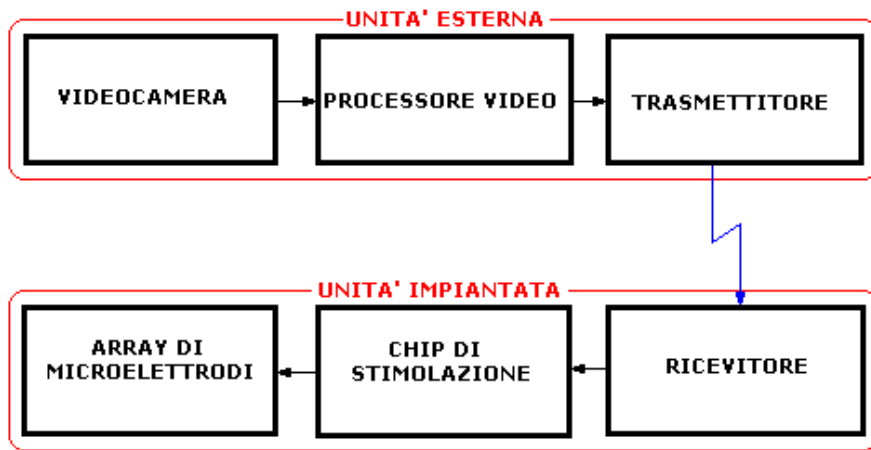 UNITA' ESTERNA
VIDEOCAMERA
PROCESSORE VIDEO
TRASMETTITORE
UNITA' IMPIANTATA
ARRAY DI
MICROELETTRODI
CHIP DI
STIMOLAZIONE
RICEVITORE